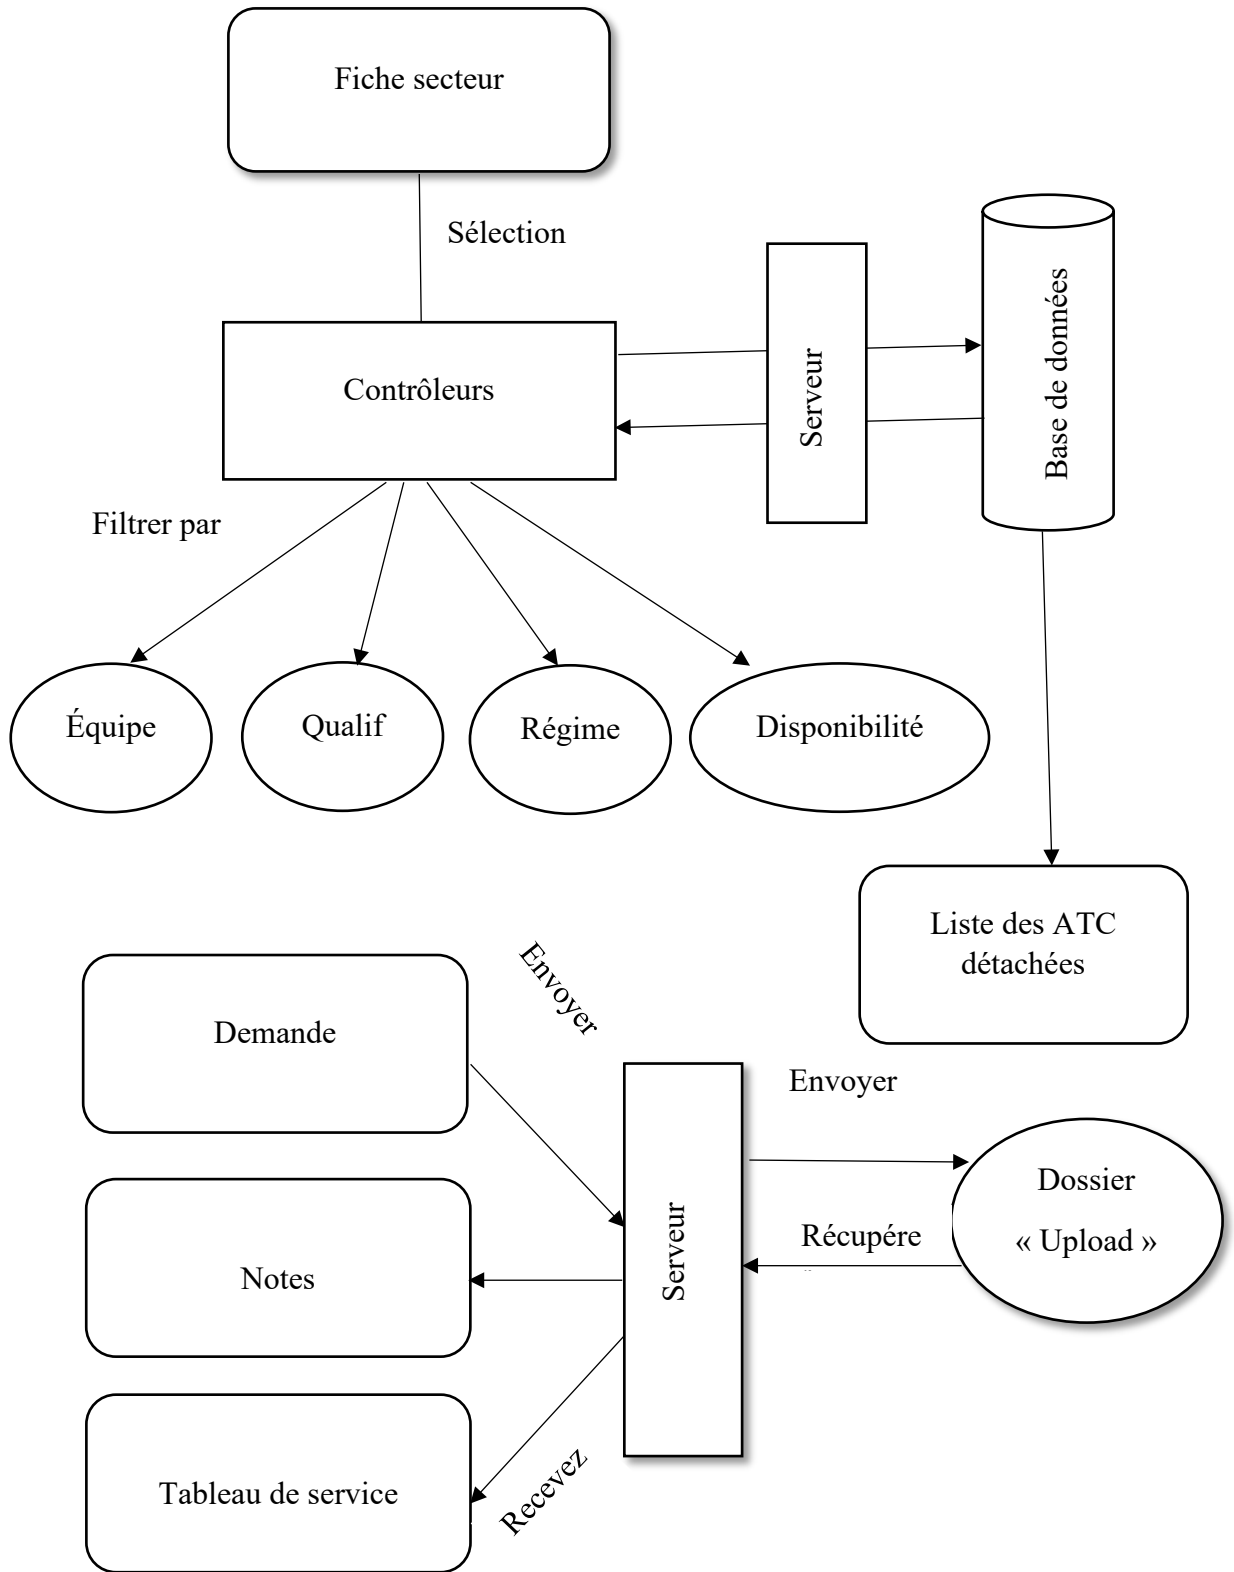 Fiche secteur
Sélection
Contrôleurs
Serveur
Base de données
Filtrer par
Équipe
Qualif
Régime
Disponibilité
Liste des ATC
détachées
Demande
Envoyer
Serveur
Envoyer
Dossier
« Upload »
Récupére
Notes
Tableau de service
Recevez